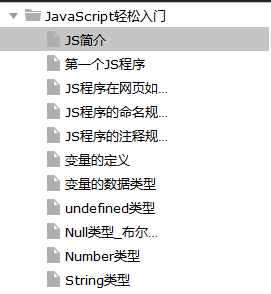 JavaScript轻松入门
JS简介
第一个JS程序
JS程序在网页如...
JS程序的命名规...
JS程序的注释规...
变量的定义
变量的数据类型
undefined类型
Null类型_布尔...
Number类型
String类型